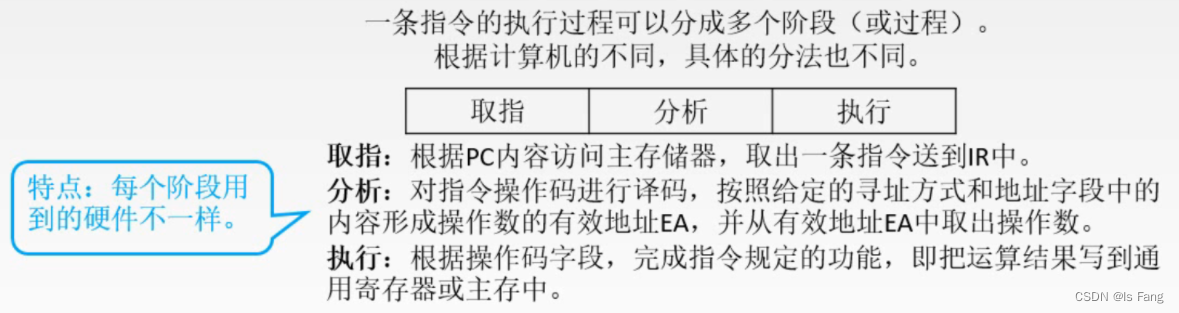 一条指令的执行过程可以分成多个阶段（或过程）。
根据计算机的不同，具体的分法也不同。
取指 分析 执行
取指：根据PC内容访问主存储器，取出一条指令送到IR中。
特点：每个阶段用
到的硬件不一样。
分析：对指令操作码进行译码，按照给定的寻址方式和地址字段中的
内容形成操作数的有效地址EA，并从有效地址EA中取出操作数。
执行：根据操作码字段，完成指令规定的功能，即把运算结果写到通
用寄存器或主存中。
CSDN @ls Fang